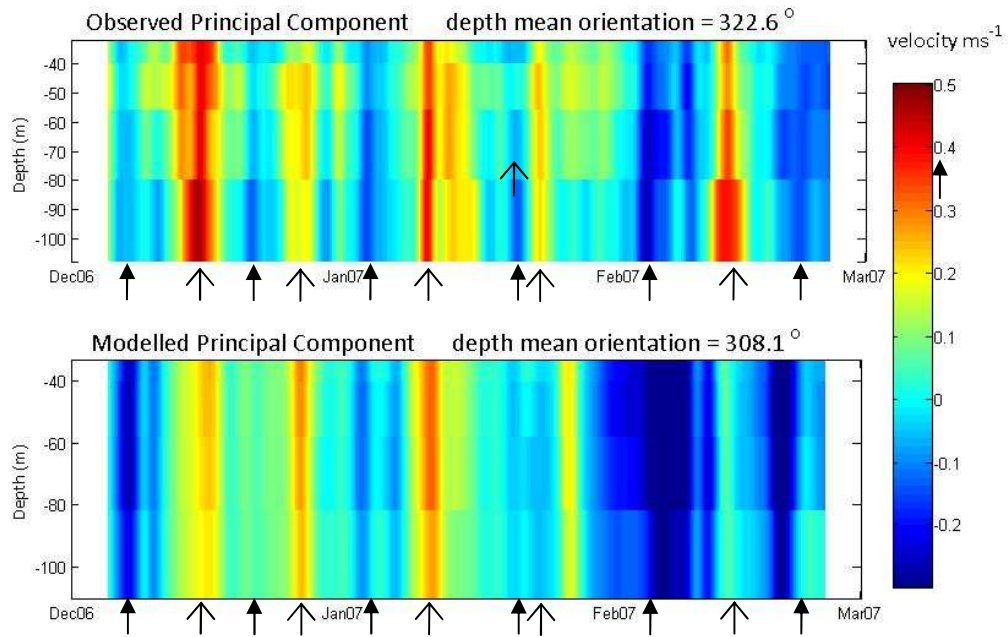 Observed Principal Component depth mean orientation = 322.6 °
velocity ms⁻¹
Depth (m)
-40
-50
-60
-70
-80
-90
-100
Dec06 Jan07 Feb07 Mar07
0.5
0.4
0.3
0.2
0.1
0
-0.1
-0.2
Modelled Principal Component depth mean orientation = 308.1 °
Depth (m)
-40
-60
-80
-100
Dec06 Jan07 Feb07 Mar07